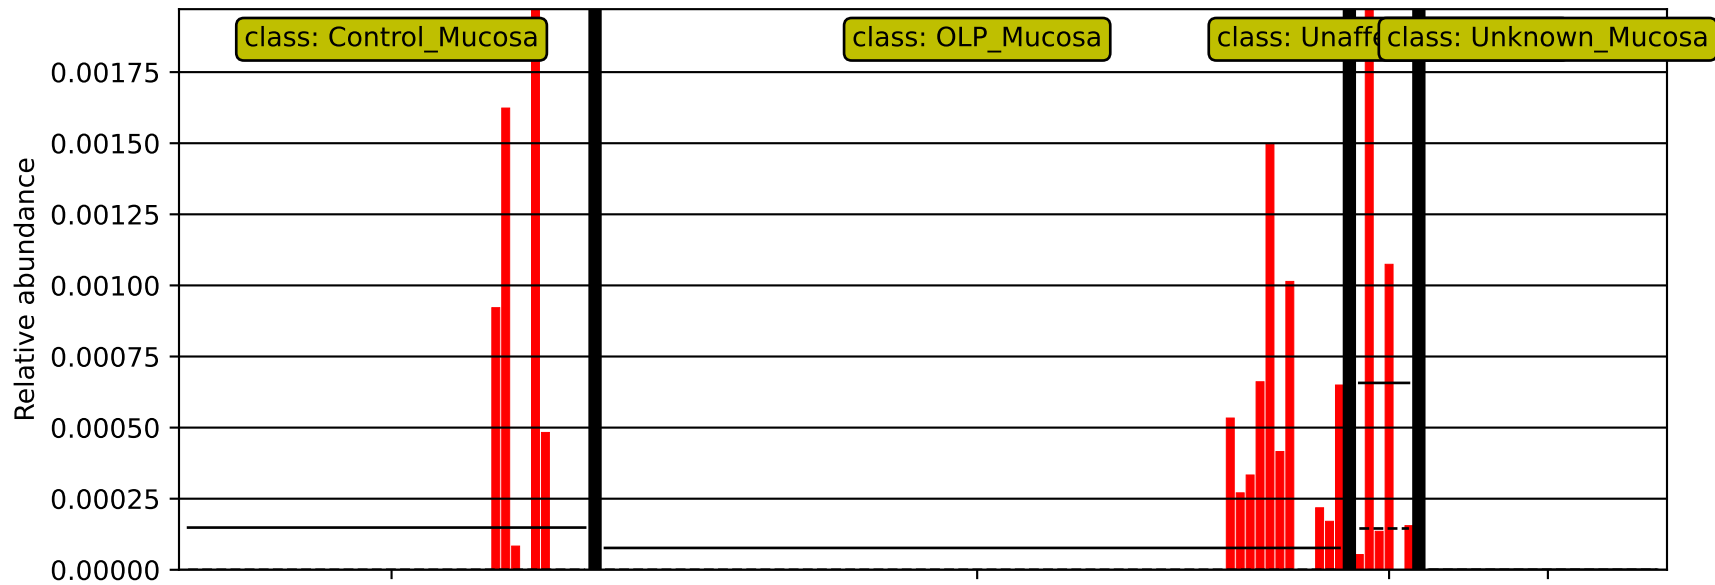 class: Control_Mucosa
class: OLP_Mucosa
class: Unaffe
class: Unknown_Mucosa
0.00175
0.00150
0.00125
0.00100
0.00075
0.00050
0.00025
0.00000
Relative abundance